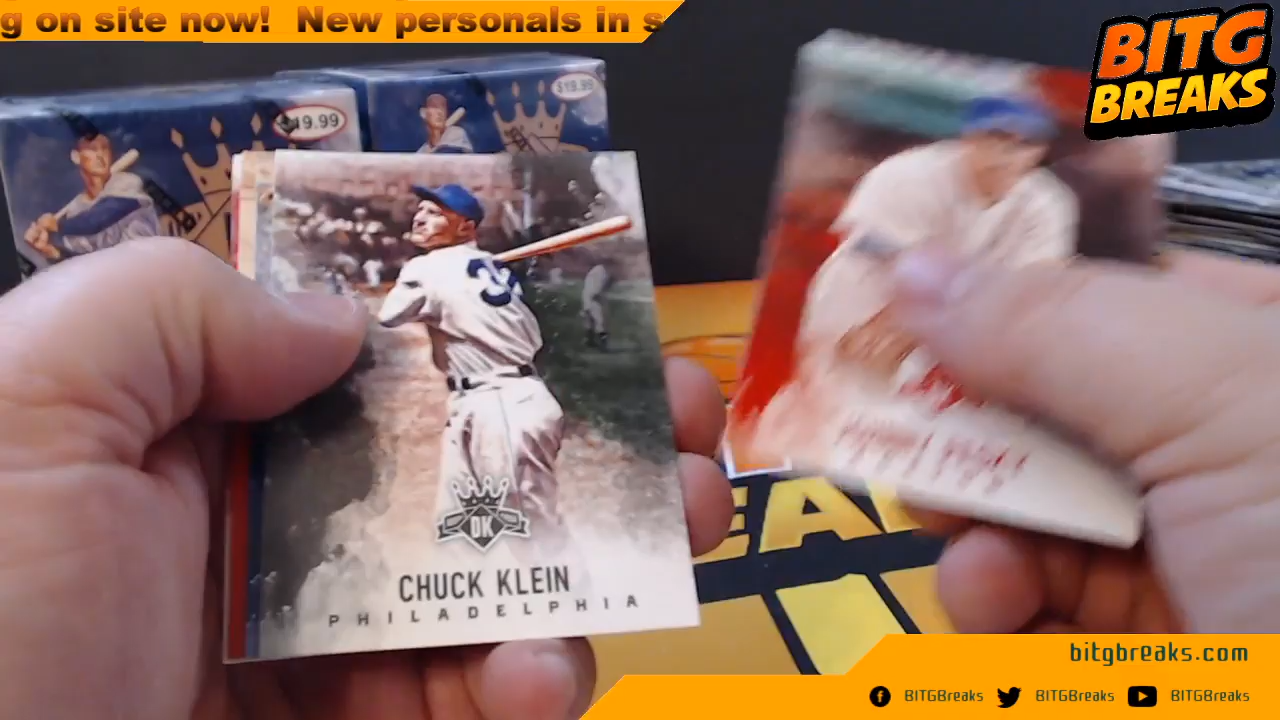 g on site now!  New personals in s
BITG
BREAKS
$19.99
$19.99
DK
CHUCK KLEIN
PHILADELPHIA
EA
bitgbreaks.com
BITGBreaks
BITGBreaks
BITGBreaks